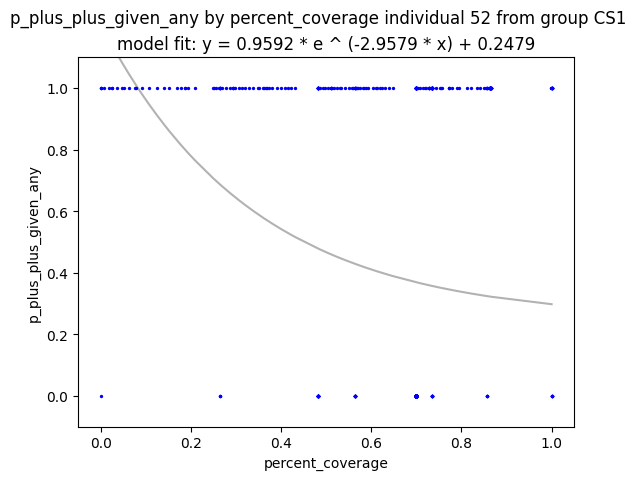 p_plus_plus_given_any by percent_coverage individual 52 from group CS1
model fit: y = 0.9592 * e ^ (-2.9579 * x) + 0.2479
1.0
0.8
0.6
0.4
0.2
0.0
p_plus_plus_given_any
0.0 0.2 0.4 0.6 0.8 1.0
percent_coverage